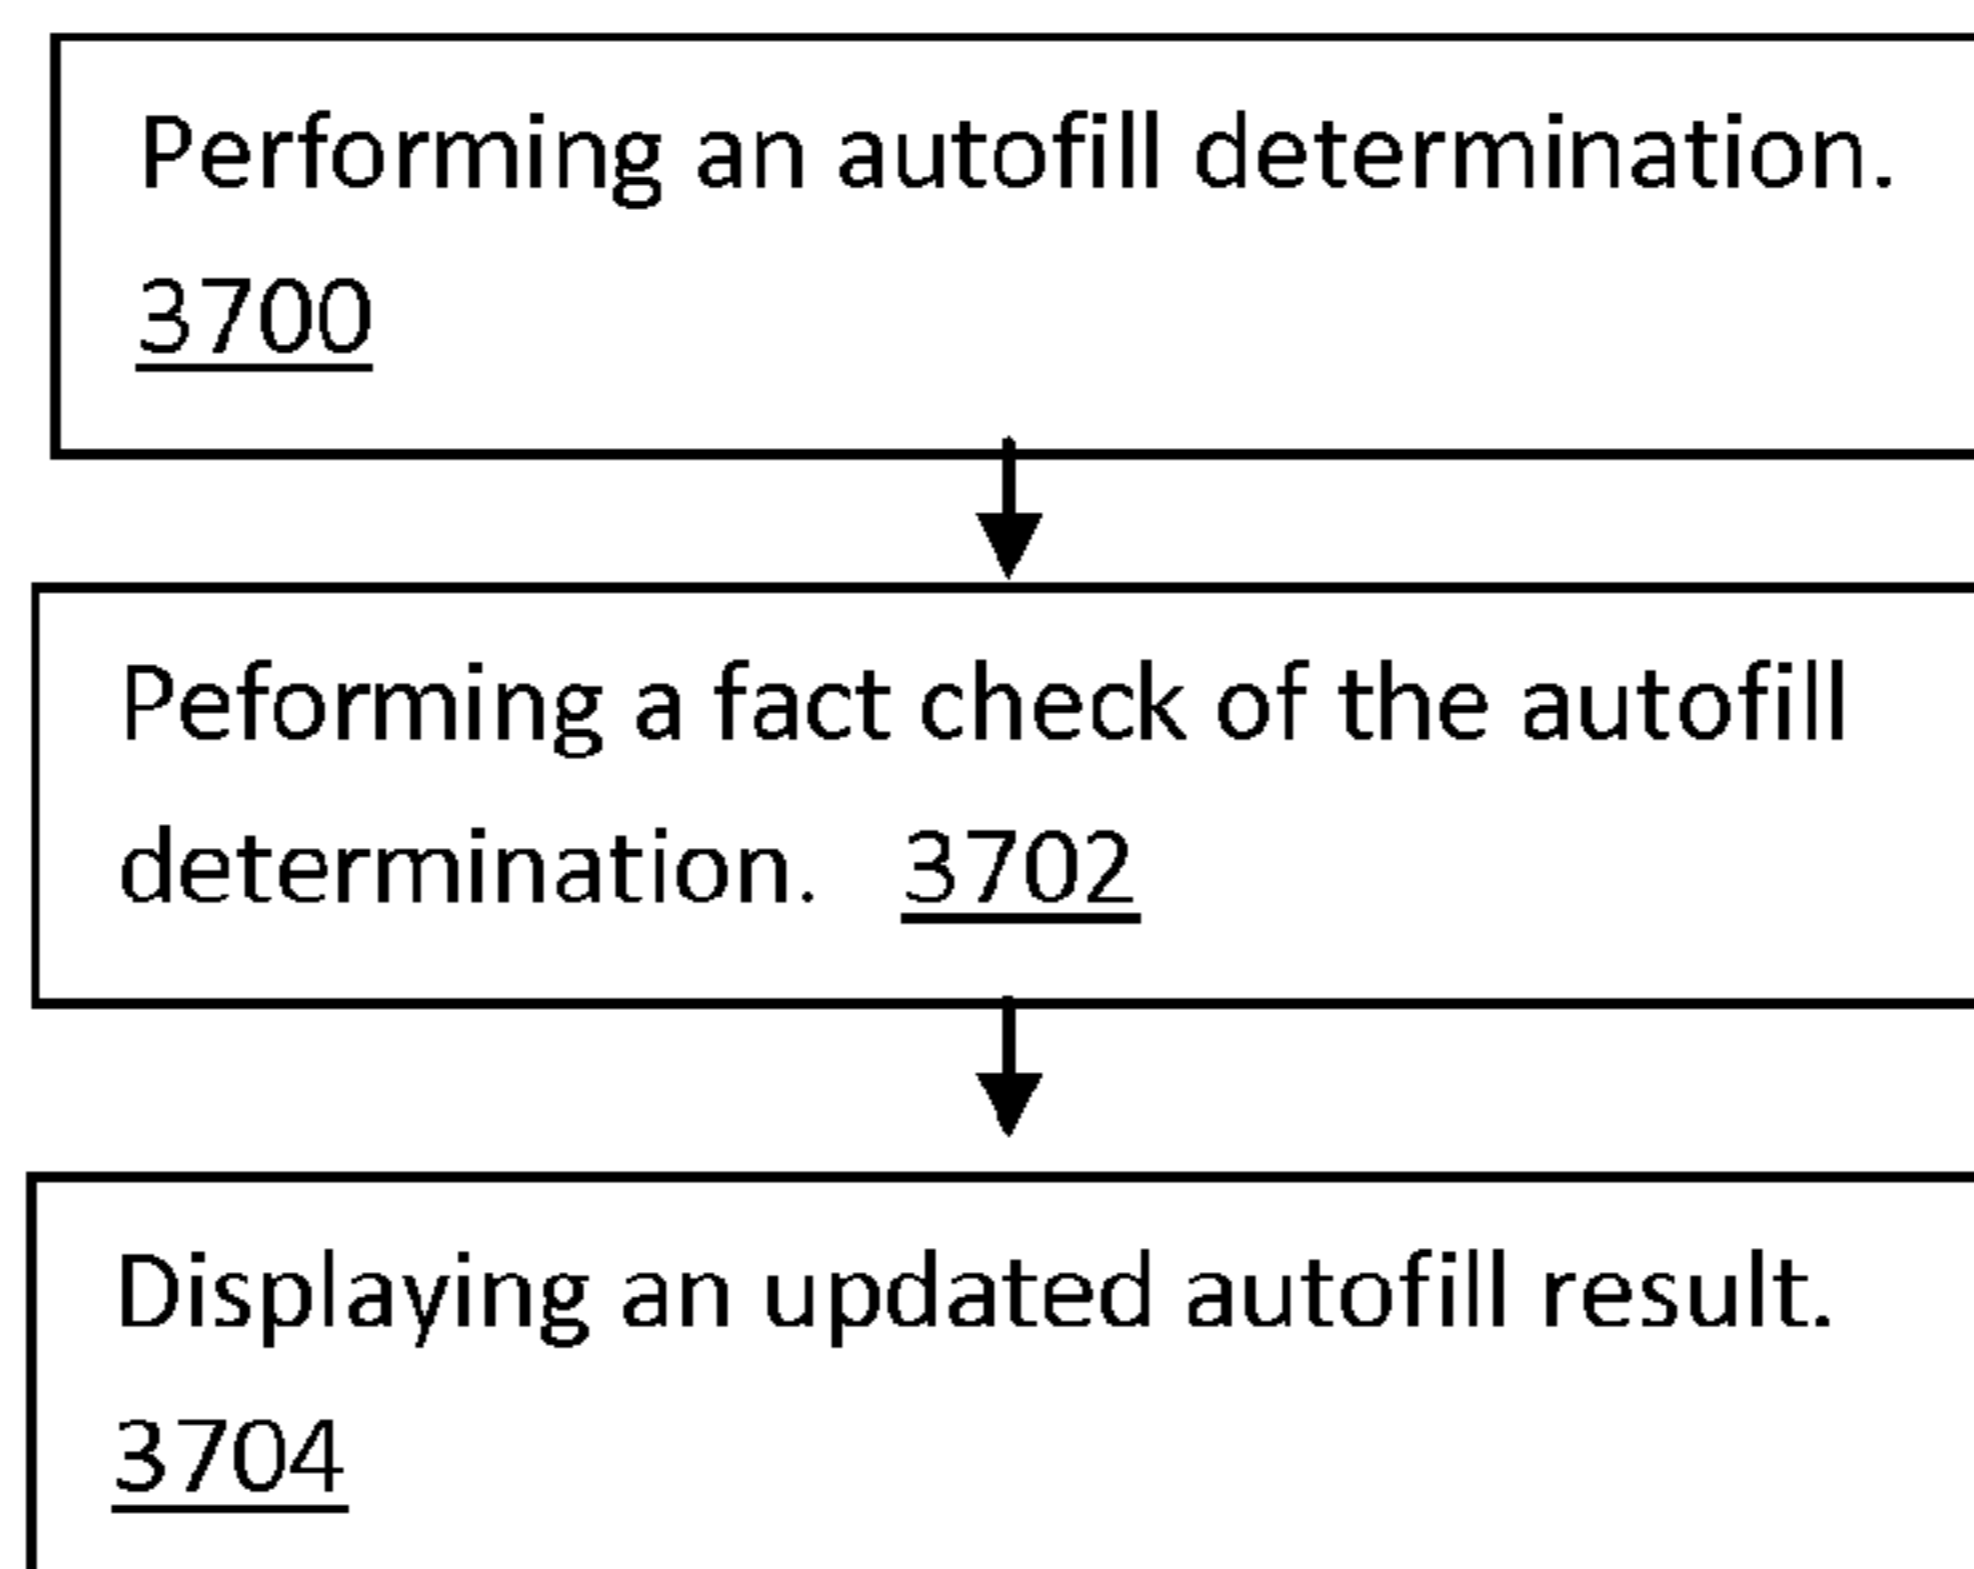 Performing an autofill determination.
3700
Peforming a fact check of the autofill
determination. 3702
Displaying an updated autofill result.
3704